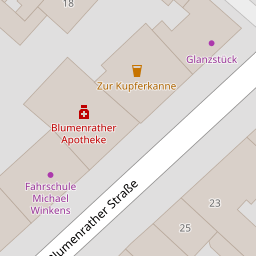 18
Glanzstück
Zur Kupferkanne
Blumenrather
Apotheke
Fahrschule
Michael
Winkens
Blumenrather Straße
23
25